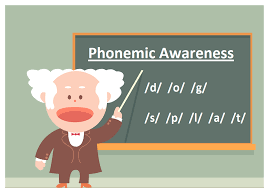 Phonemic Awareness
/d/ /o/ /g/
/s/ /p/ /l/ /a/ /t/